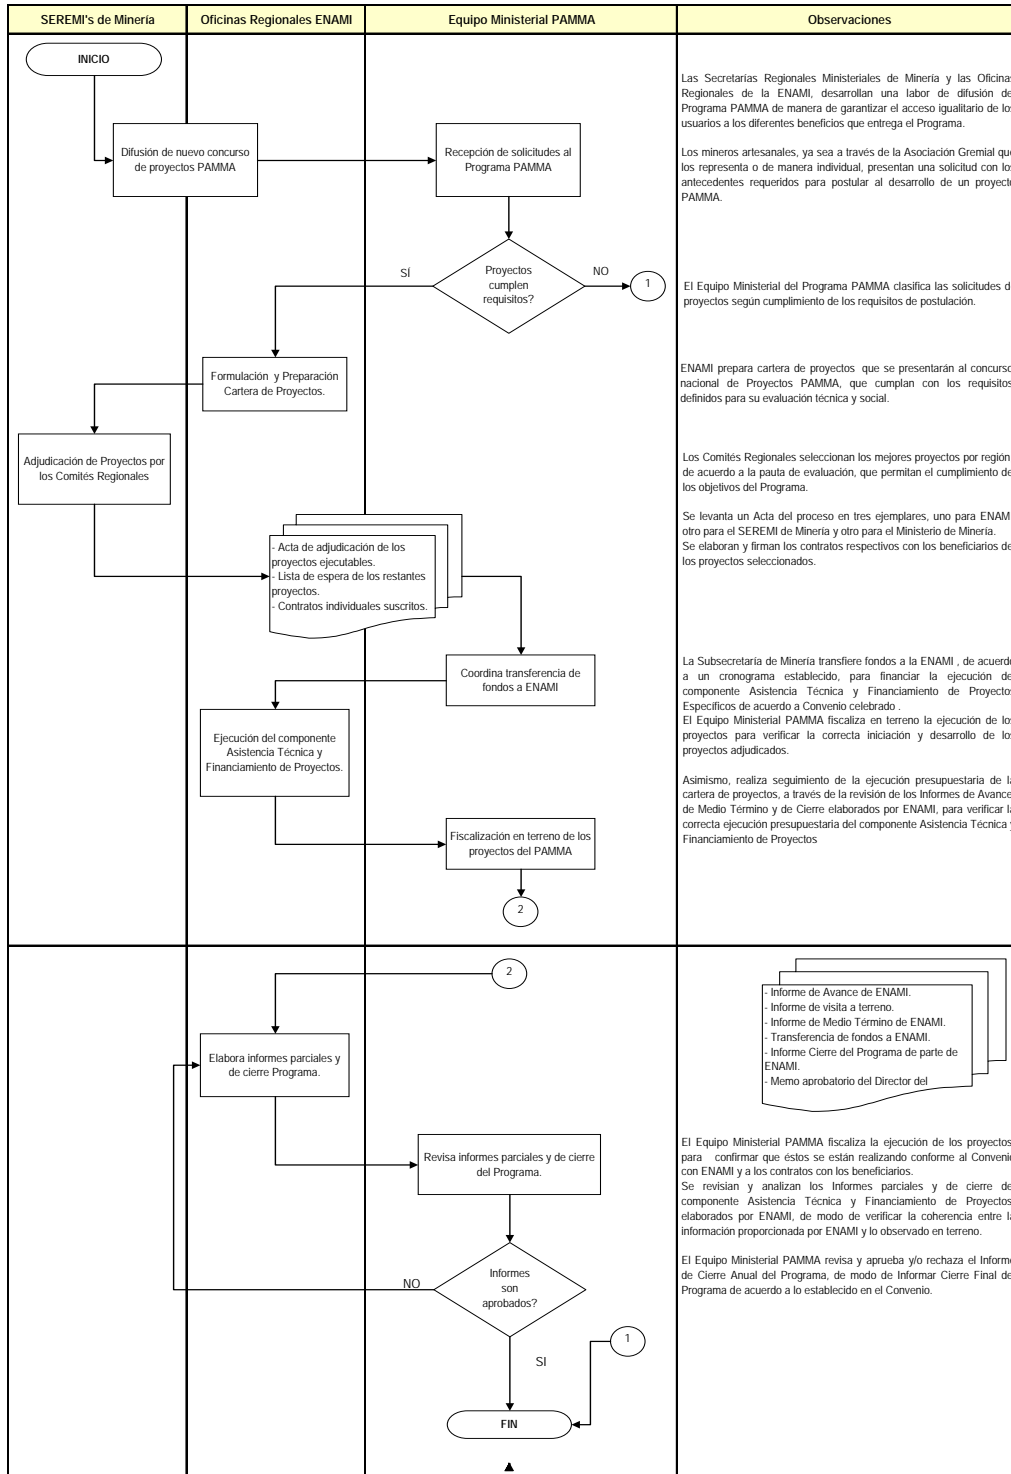 SEREMI's de Minería
Oficinas Regionales ENAMI
Equipo Ministerial PAMMA
Observaciones
INICIO
Difusión de nuevo concurso
de proyectos PAMMA
Recepción de solicitudes al
Programa PAMMA
Las Secretarías Regionales Ministeriales de Minería y las Oficinas
Regionales de la ENAMI, desarrollan una labor de difusión de
Programa PAMMA de manera de garantizar el acceso igualitario de los
usuarios a los diferentes beneficios que entrega el Programa.
Los mineros artesanales, ya sea a través de la Asociación Gremial que
los representa o de manera individual, presentan una solicitud con los
antecedentes requeridos para postular al desarrollo de un proyecto
PAMMA.
Proyectos
cumplen
requisitos?
SÍ
NO
1
El Equipo Ministerial del Programa PAMMA clasifica las solicitudes d
proyectos según cumplimiento de los requisitos de postulación.
Formulación y Preparación
Cartera de Proyectos.
ENAMI prepara cartera de proyectos que se presentarán al concurso
nacional de Proyectos PAMMA, que cumplan con los requisitos
definidos para su evaluación técnica y social.
Adjudicación de Proyectos por
los Comités Regionales
Los Comités Regionales seleccionan los mejores proyectos por región
de acuerdo a la pauta de evaluación, que permitan el cumplimiento de
los objetivos del Programa.
Se levanta un Acta del proceso en tres ejemplares, uno para ENAMI
otro para el SEREMI de Minería y otro para el Ministerio de Minería.
Se elaboran y firman los contratos respectivos con los beneficiarios de
los proyectos seleccionados.
- Acta de adjudicación de los
proyectos ejecutables.
- Lista de espera de los restantes
proyectos.
- Contratos individuales suscritos.
Coordina transferencia de
fondos a ENAMI
La Subsecretaría de Minería transfiere fondos a la ENAMI , de acuerdo
a un cronograma establecido, para financiar la ejecución de
componente Asistencia Técnica y Financiamiento de Proyectos
Específicos de acuerdo a Convenio celebrado .
El Equipo Ministerial PAMMA fiscaliza en terreno la ejecución de los
proyectos para verificar la correcta iniciación y desarrollo de los
proyectos adjudicados.
Ejecución del componente
Asistencia Técnica y
Financiamiento de Proyectos.
Asimismo, realiza seguimiento de la ejecución presupuestaria de la
cartera de proyectos, a través de la revisión de los Informes de Avance
de Medio Término y de Cierre elaborados por ENAMI, para verificar la
correcta ejecución presupuestaria del componente Asistencia Técnica y
Financiamiento de Proyectos
Fiscalización en terreno de los
proyectos del PAMMA
2
2
- Informe de Avance de ENAMI.
- Informe de visita a terreno.
- Informe de Medio Término de ENAMI.
- Transferencia de fondos a ENAMI.
- Informe Cierre del Programa de parte de
ENAMI.
- Memo aprobatorio del Director del
Elabora informes parciales y
de cierre Programa.
Revisa informes parciales y de cierre
del Programa.
El Equipo Ministerial PAMMA fiscaliza la ejecución de los proyectos
para confirmar que éstos se están realizando conforme al Convenio
con ENAMI y a los contratos con los beneficiarios.
Se revisian y analizan los Informes parciales y de cierre de
componente Asistencia Técnica y Financiamiento de Proyectos
elaborados por ENAMI, de modo de verificar la coherencia entre la
información proporcionada por ENAMI y lo observado en terreno.
El Equipo Ministerial PAMMA revisa y aprueba y/o rechaza el Informe
de Cierre Anual del Programa, de modo de Informar Cierre Final de
Programa de acuerdo a lo establecido en el Convenio.
Informes
son
aprobados?
NO
SI
1
FIN